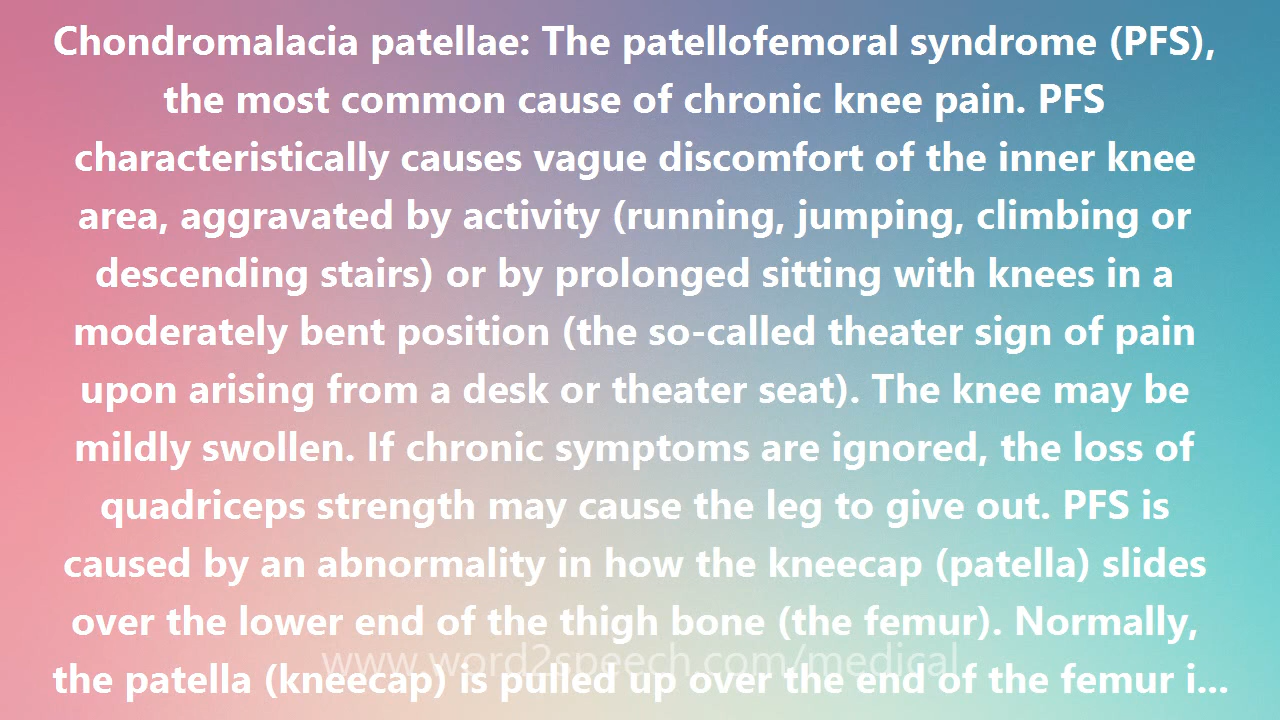 Chondromalacia patellae: The patellofemoral syndrome (PFS),
the most common cause of chronic knee pain. PFS
characteristically causes vague discomfort of the inner knee
area, aggravated by activity (running, jumping, climbing or
descending stairs) or by prolonged sitting with knees in a
moderately bent position (the so-called theater sign of pain
upon arising from a desk or theater seat). The knee may be
mildly swollen. If chronic symptoms are ignored, the loss of
quadriceps strength may cause the leg to give out. PFS is
caused by an abnormality in how the kneecap (patella) slides
over the lower end of the thigh bone (the femur). Normally,
www.word2speech.com/medical
the patella (kneecap) is pulled up over the end of the femur i...